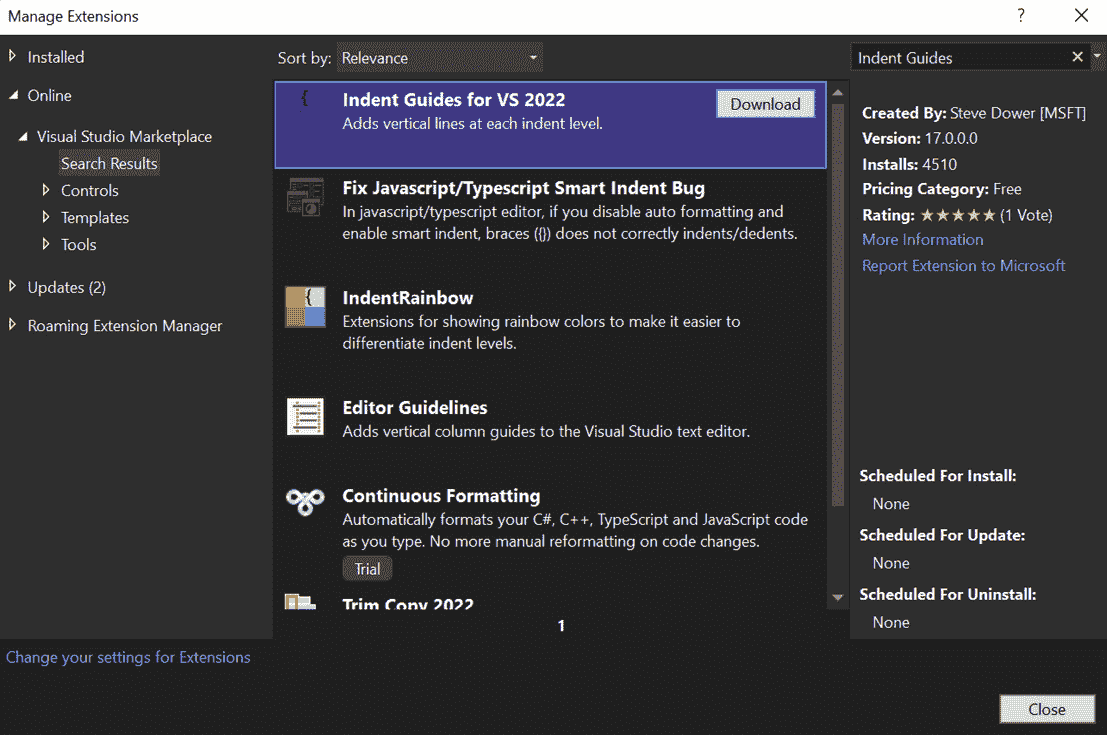 Manage Extensions
?
Installed
Online
Visual Studio Marketplace
Search Results
Controls
Templates
Tools
Updates (2)
Roaming Extension Manager
Change your settings for Extensions
Sort by: Relevance
Indent Guides for VS 2022
Download
Adds vertical lines at each indent level.
Fix Javascript/Typescript Smart Indent Bug
In javascript/typescript editor, if you disable auto formatting and
enable smart indent, braces ({}) does not correctly indents/dedents.
IndentRainbow
Extensions for showing rainbow colors to make it easier to
differentiate indent levels.
Editor Guidelines
Adds vertical column guides to the Visual Studio text editor.
Continuous Formatting
Automatically formats your C#, C++, TypeScript and JavaScript code
as you type. No more manual reformatting on code changes.
Trial
Trim Copy 2022
1
Indent Guides
Created By: Steve Dower [MSFT]
Version: 17.0.0.0
Installs: 4510
Pricing Category: Free
Rating: ★★★★★ (1 Vote)
More Information
Report Extension to Microsoft
Scheduled For Install:
None
Scheduled For Update:
None
Scheduled For Uninstall:
None
Close